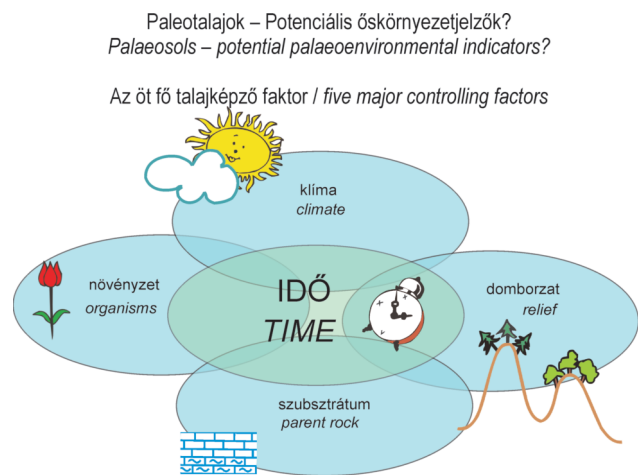 Paleotalajok – Potenciális őskörnyezetjelzők?
Palaeosols – potential palaeoenvironmental indicators?
Az öt fő talajképző faktor / five major controlling factors
klíma
climate
növényzet
organisms
IDŐ
TIME
domborzat
relief
szubsztrátum
parent rock